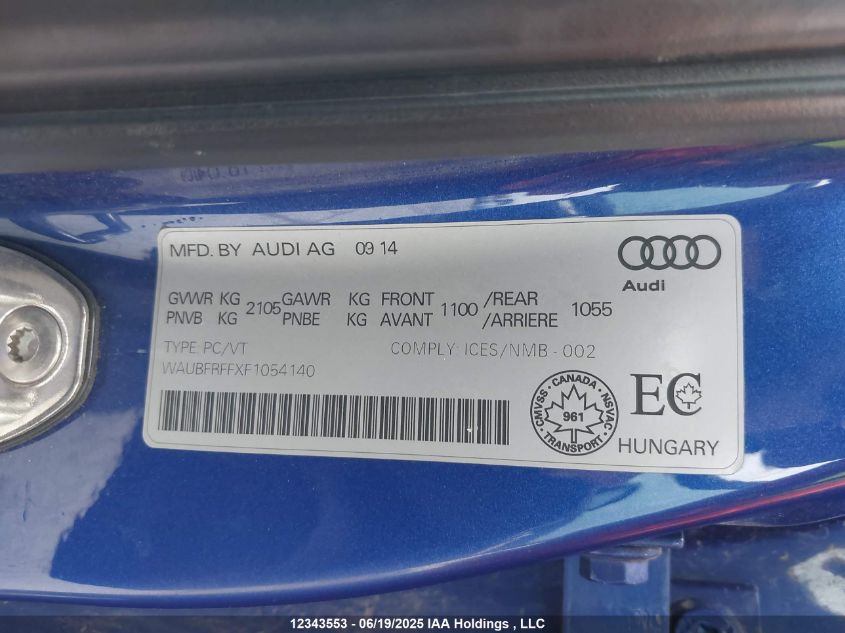 MFD. BY AUDI AG 09 14
Audi
GVWR KG 2105 GAWR KG FRONT 1100 /REAR 1055
PNVB KG PNBE KG AVANT /ARRIERE
TYPE: PC/VT COMPLY: ICES/NMB - 002
WAUBFRFFXF1054140
CMVSS CANADA NSVAC
961
TRANSPORT
EC
HUNGARY
12343553 - 06/19/2025 IAA Holdings , LLC